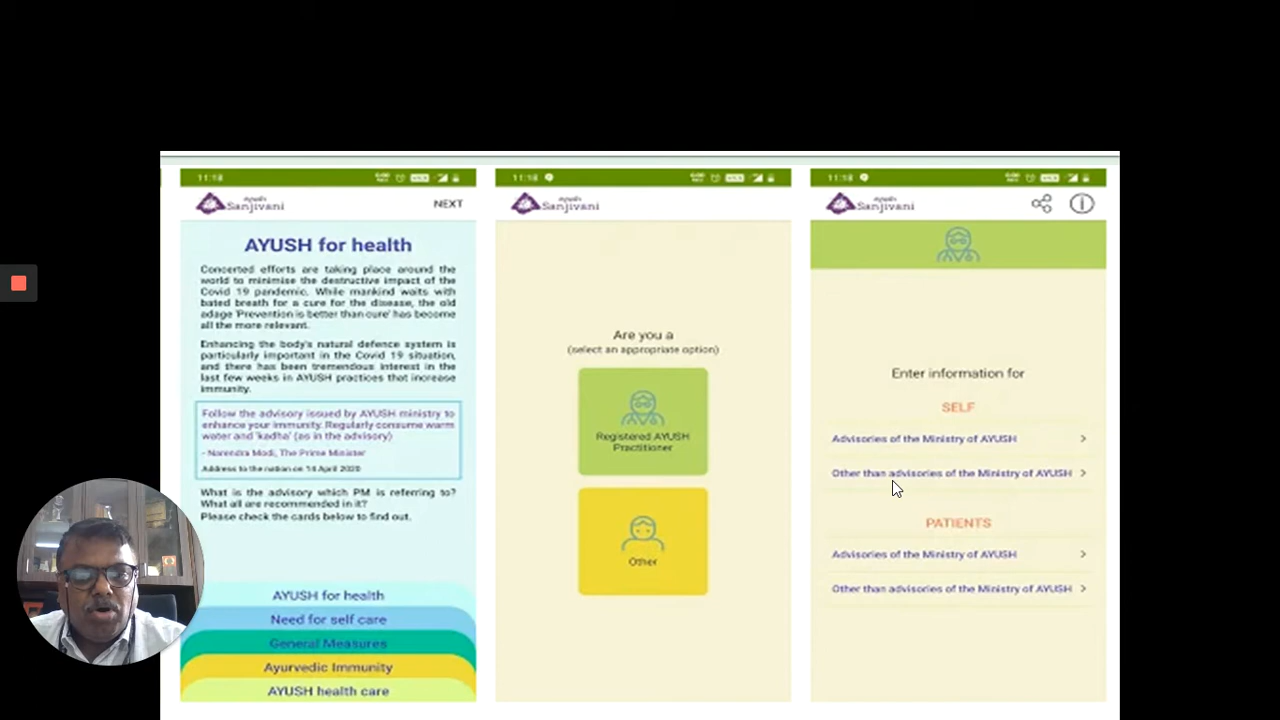 11:18
आयुष
Sanjivani
NEXT
AYUSH for health
Concerted efforts are taking place around the
world to minimise the destructive impact of the
Covid 19 pandemic. While mankind waits with
bated breath for a cure for the disease, the old
adage 'Prevention is better than cure' has become
all the more relevant.
Enhancing the body's natural defence system is
particularly important in the Covid 19 situation,
and there has been tremendous interest in the
last few weeks in AYUSH practices that increase
immunity.
Follow the advisory issued by AYUSH ministry to
enhance your immunity. Regularly consume warm
water and 'kadha' (as in the advisory)
- Narendra Modi, The Prime Minister
Address to the nation on 14 April 2020
What is the advisory which PM is referring to?
What all are recommended in it?
Please check the cards below to find out.
AYUSH for health
Need for self care
General Measures
Ayurvedic Immunity
AYUSH health care
11:18
आयुष
Sanjivani
Are you a
(select an appropriate option)
Registered AYUSH
Practitioner
Other
11:18
आयुष
Sanjivani
Enter information for
SELF
Advisories of the Ministry of AYUSH
Other than advisories of the Ministry of AYUSH
PATIENTS
Advisories of the Ministry of AYUSH
Other than advisories of the Ministry of AYUSH